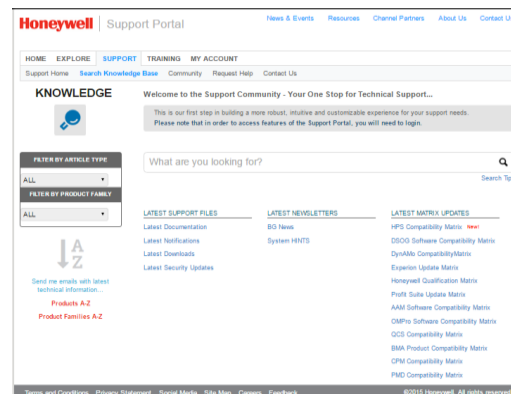 Honeywell | Support Portal
News & Events Resources Channel Partners About Us Contact U
HOME EXPLORE SUPPORT TRAINING MY ACCOUNT
Support Home Search Knowledge Base Community Request Help Contact Us
KNOWLEDGE
Welcome to the Support Community - Your One Stop for Technical Support...
This is our first step in building a more robust, intuitive and customizable experience for your support needs.
Please note that in order to access features of the Support Portal, you will need to login.
FILTER BY ARTICLE TYPE
ALL
FILTER BY PRODUCT FAMILY
ALL
What are you looking for?
Search Tip
A
Z
Send me emails with latest
technical information...
Products A-Z
Product Families A-Z
LATEST SUPPORT FILES
Latest Documentation
Latest Notifications
Latest Downloads
Latest Security Updates
LATEST NEWSLETTERS
BG News
System HINTS
LATEST MATRIX UPDATES
HPS Compatibility Matrix New!
DSOG Software Compatibility Matrix
DynAMo CompatibilityMatrix
Experion Update Matrix
Honeywell Qualification Matrix
Profit Suite Update Matrix
AAM Software Compatibility Matrix
OMPro Software Compatibility Matrix
QCS Compatibility Matrix
BMA Product Compatibility Matrix
CPM Compatibility Matrix
PMD Compatibility Matrix
Terms and Conditions Privacy Statement Social Media Site Map Careers Feedback ©2015 Honeywell. All rights reserved